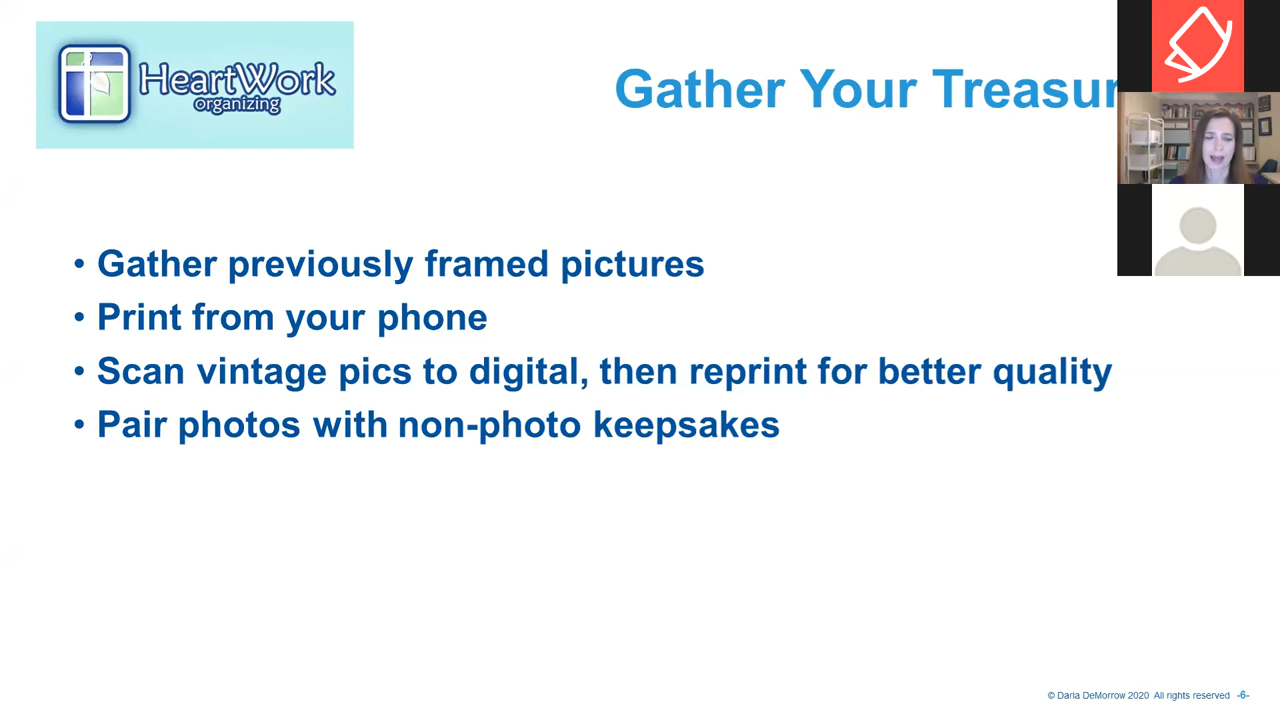 HeartWork
organizing
Gather Your Treasur
• Gather previously framed pictures
• Print from your phone
• Scan vintage pics to digital, then reprint for better quality
• Pair photos with non-photo keepsakes
© Darla DeMorrow 2020 All rights reserved -6-